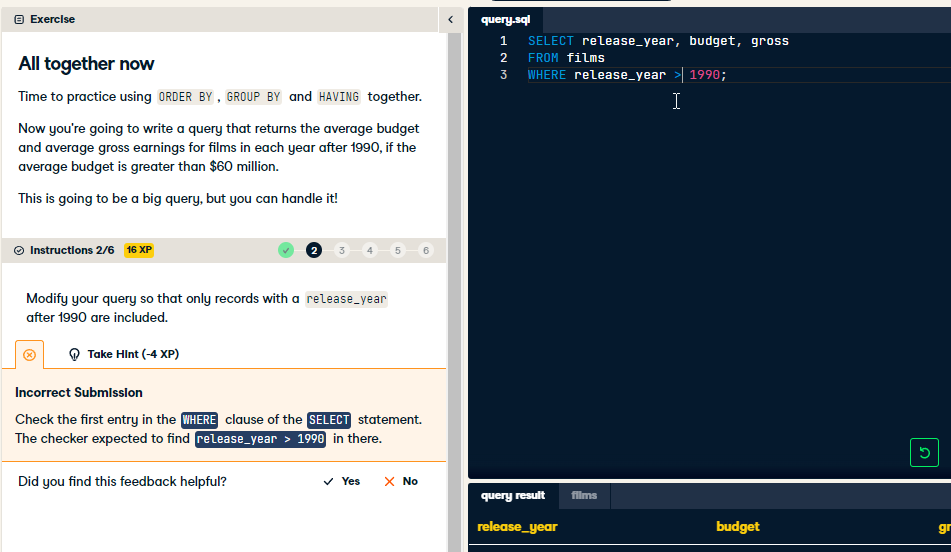 Exercise
All together now
Time to practice using ORDER BY , GROUP BY and HAVING together.
Now you're going to write a query that returns the average budget
and average gross earnings for films in each year after 1990, if the
average budget is greater than $60 million.
This is going to be a big query, but you can handle it!
Instructions 2/6 16 XP 2 3 4 5 6
Modify your query so that only records with a release_year
after 1990 are included.
Take Hint (-4 XP)
Incorrect Submission
Check the first entry in the WHERE clause of the SELECT statement.
The checker expected to find release_year > 1990 in there.
Did you find this feedback helpful? Yes No
query.sql
1 SELECT release_year, budget, gross
2 FROM films
3 WHERE release_year > 1990;
query result films
release_year budget gr